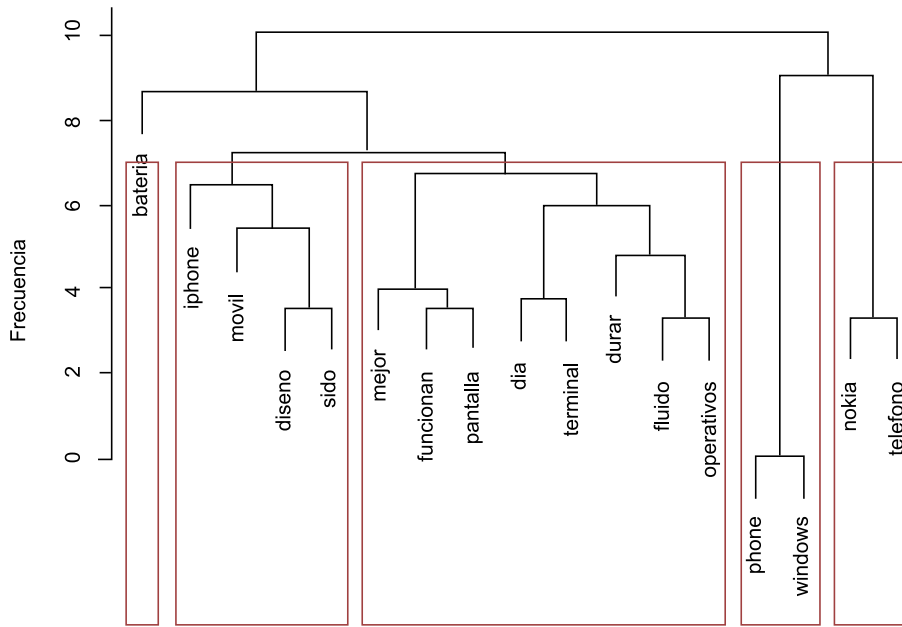 Frecuencia
10
8
6
4
2
0
bateria
iphone
movil
diseno
sido
mejor
funcionan
pantalla
dia
terminal
durar
fluido
operativos
phone
windows
nokia
telefono